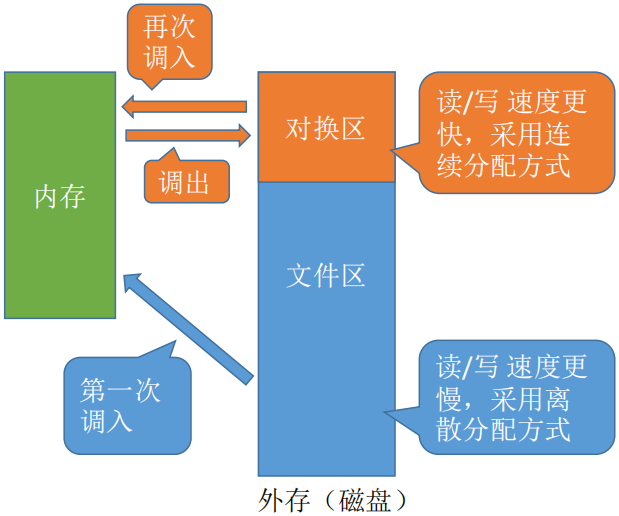 再次
调入
对换区
读/写 速度更
快，采用连
续分配方式
调出
内存
文件区
第一次
调入
读/写 速度更
慢，采用离
散分配方式
外存（磁盘）